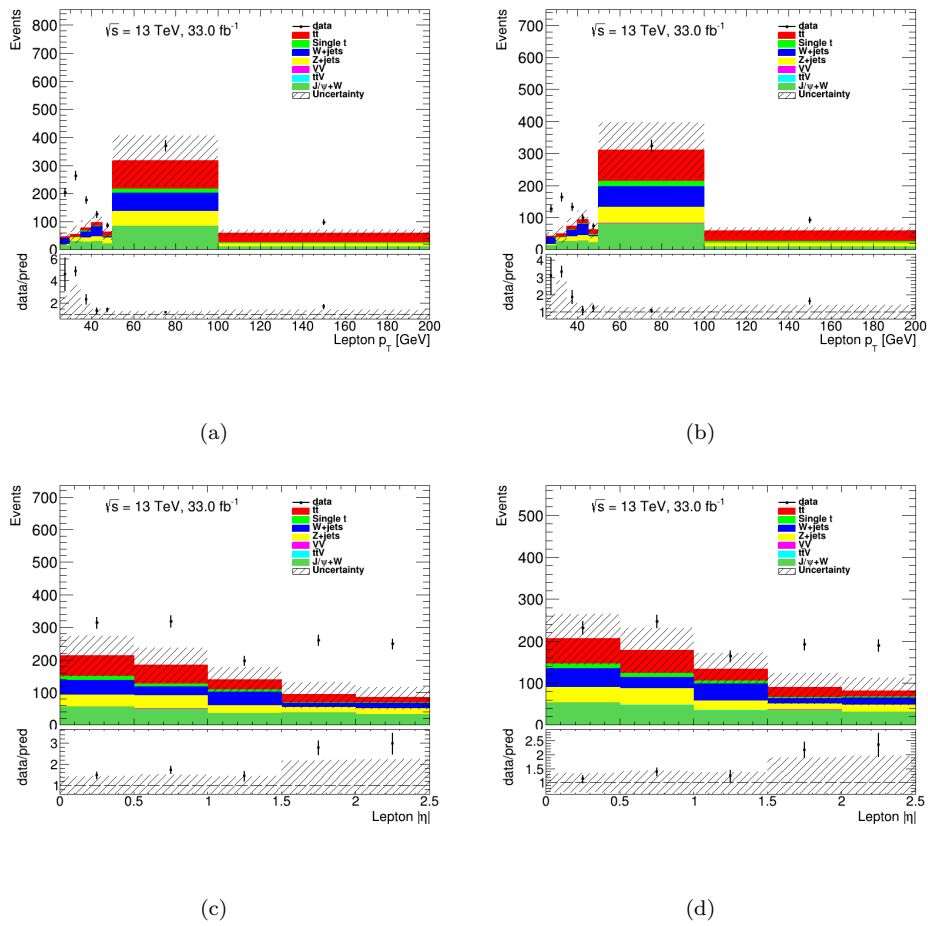 Events
800
700
600
500
400
300
200
100
0
√s = 13 TeV, 33.0 fb⁻¹
data
tt̄
Single t
W+jets
Z+jets
VV
tt̄V
J/ψ+W
Uncertainty
data/pred
6
4
2
40 60 80 100 120 140 160 180 200
Lepton p_T [GeV]
(a)
Events
700
600
500
400
300
200
100
0
√s = 13 TeV, 33.0 fb⁻¹
data
tt̄
Single t
W+jets
Z+jets
VV
tt̄V
J/ψ+W
Uncertainty
data/pred
4
3
2
1
40 60 80 100 120 140 160 180 200
Lepton p_T [GeV]
(b)
Events
700
600
500
400
300
200
100
0
√s = 13 TeV, 33.0 fb⁻¹
data
tt̄
Single t
W+jets
Z+jets
VV
tt̄V
J/ψ+W
Uncertainty
data/pred
3
2
1
0 0.5 1 1.5 2 2.5
Lepton |η|
(c)
Events
500
400
300
200
100
0
√s = 13 TeV, 33.0 fb⁻¹
data
tt̄
Single t
W+jets
Z+jets
VV
tt̄V
J/ψ+W
Uncertainty
data/pred
2.5
2
1.5
1
0 0.5 1 1.5 2 2.5
Lepton |η|
(d)